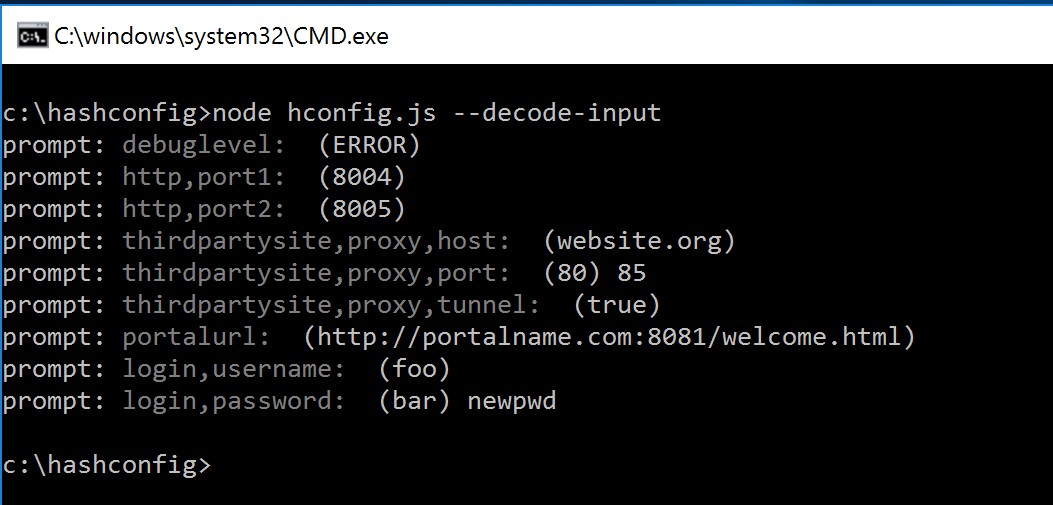 C:\windows\system32\CMD.exe
c:\hashconfig>node hconfig.js --decode-input
prompt: debuglevel:  (ERROR)
prompt: http,port1:  (8004)
prompt: http,port2:  (8005)
prompt: thirdpartysite,proxy,host:  (website.org)
prompt: thirdpartysite,proxy,port:  (80) 85
prompt: thirdpartysite,proxy,tunnel:  (true)
prompt: portalurl:  (http://portalname.com:8081/welcome.html)
prompt: login,username:  (foo)
prompt: login,password:  (bar) newpwd
c:\hashconfig>